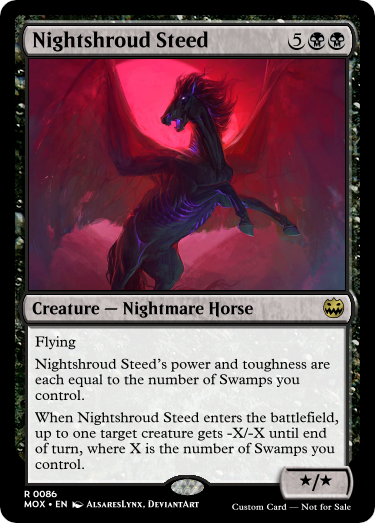 Nightshroud Steed 5
Creature — Nightmare Horse
Flying
Nightshroud Steed's power and toughness are
each equal to the number of Swamps you
control.
When Nightshroud Steed enters the battlefield,
up to one target creature gets -X/-X until end
of turn, where X is the number of Swamps you
control.
★/★
R 0086
MOX • EN AlsaresLynx, DeviantArt
Custom Card — Not for Sale